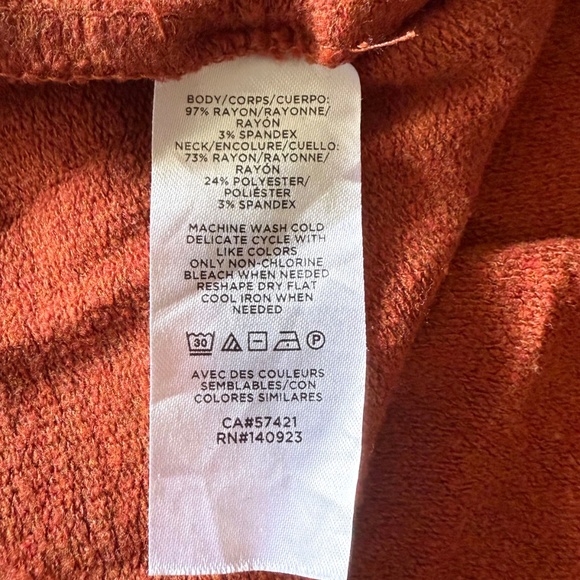 BODY/CORPS/CUERPO:
97% RAYON/RAYONNE/
RAYÓN
3% SPANDEX
NECK/ENCOLURE/CUELLO:
73% RAYON/RAYONNE/
RAYÓN
24% POLYESTER/
POLIÉSTER
3% SPANDEX
MACHINE WASH COLD
DELICATE CYCLE WITH
LIKE COLORS
ONLY NON-CHLORINE
BLEACH WHEN NEEDED
RESHAPE DRY FLAT
COOL IRON WHEN
NEEDED
30 P
AVEC DES COULEURS
SEMBLABLES/CON
COLORES SIMILARES
CA#57421
RN#140923